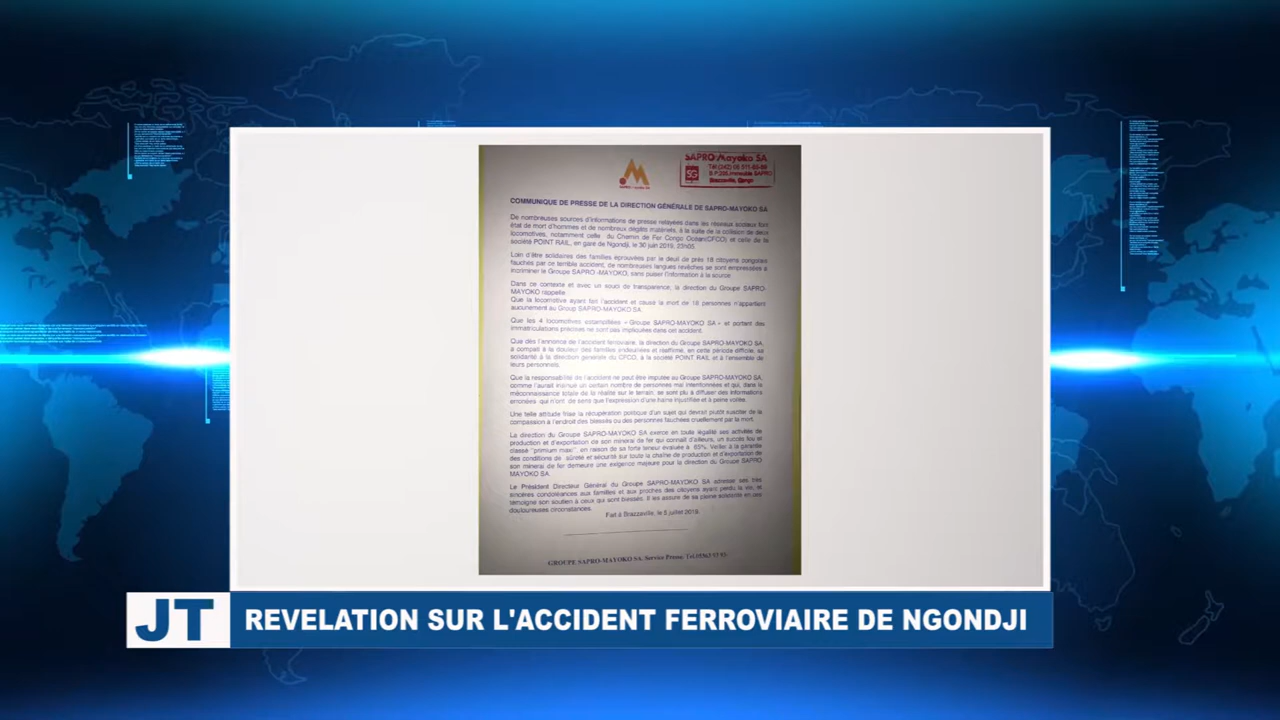 SAPRO Mayoko SA
SG
B.P.
Immeuble SAPRO
Brazzaville, Congo
COMMUNIQUE DE PRESSE DE LA DIRECTION GÉNÉRALE DE SAPRO-MAYOKO SA
De nombreuses sources d'informations de presse relayées dans les réseaux sociaux font
état de mort d'hommes et de nombreux dégâts matériels, à la suite de la collision de deux
locomotives, notamment celle du Chemin de Fer Congo Océan(CFCO) et celle de la
société POINT RAIL, en gare de Ngondji, le 30 juin 2019, 23h05.
Loin d'être solidaires des familles éprouvées par le deuil de près 18 citoyens congolais
fauchés par ce terrible accident, de nombreuses langues revêches se sont empressées à
incriminer le Groupe SAPRO -MAYOKO, sans puiser l'information à la source.
Dans ce contexte et avec un souci de transparence, la direction du Groupe SAPRO-
MAYOKO rappelle:
Que la locomotive ayant fait l'accident et causé la mort de 18 personnes n'appartient
aucunement au Group SAPRO-MAYOKO SA.
Que les 4 locomotives estampillées « Groupe SAPRO-MAYOKO SA » et portant des
immatriculations précises ne sont pas impliquées dans cet accident.
Que dès l'annonce de l'accident ferroviaire, la direction du Groupe SAPRO-MAYOKO SA,
a compati à la douleur des familles endeuillées et réaffirmé, en cette période difficile, sa
solidarité à la direction générale du CFCO, à la société POINT RAIL et à l'ensemble de
leurs personnels.
Que la responsabilité de l'accident ne peut être imputée au Groupe SAPRO-MAYOKO SA,
comme l'aurait insinué un certain nombre de personnes mal intentionnées et qui, dans la
méconnaissance totale de la réalité sur le terrain, se sont plu à diffuser des informations
erronées qui n'ont de sens que l'expression d'une haine injustifiée et à peine voilée.
Une telle attitude frise la récupération politique d'un sujet qui devrait plutôt susciter de la
compassion à l'endroit des blessés ou des personnes fauchées cruellement par la mort.
La direction du Groupe SAPRO-MAYOKO SA exerce en toute légalité ses activités de
production et d'exportation de son minerai de fer qui connaît d'ailleurs, un succès fou et
classé "primium maxi", en raison de sa forte teneur évaluée à 65%. Veiller à la garantie
des conditions de sûreté et sécurité sur toute la chaîne de production et d'exportation de
son minerai de fer demeure une exigence majeure pour la direction du Groupe SAPRO
MAYOKO SA.
Le Président Directeur Général du Groupe SAPRO-MAYOKO SA adresse ses très
sincères condoléances aux familles et aux proches des citoyens ayant perdu la vie, et
témoigne son soutien à ceux qui sont blessés. Il les assure de sa pleine solidarité en ces
douloureuses circonstances.
Fait à Brazzaville, le 5 juillet 2019.
GROUPE SAPRO-MAYOKO SA. Service Presse.
JT
REVELATION SUR L'ACCIDENT FERROVIAIRE DE NGONDJI